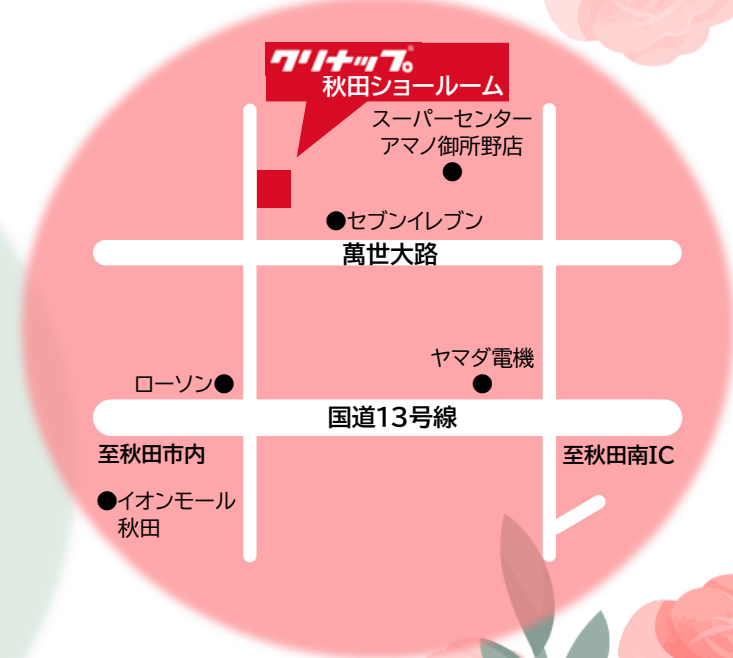 クリナップ®
秋田ショールーム
スーパーセンター
アマノ御所野店
●
●セブンイレブン
萬世大路
ヤマダ電機
ローソン●
●
国道13号線
至秋田市内
至秋田南IC
●イオンモール
秋田